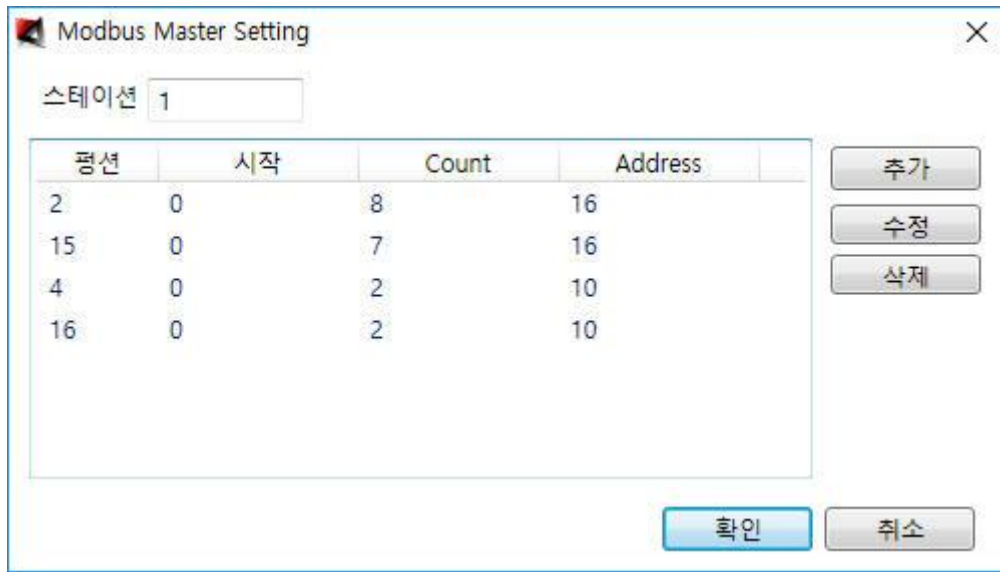 Modbus Master Setting
스테이션 1
펑션 시작 Count Address
2 0 8 16
15 0 7 16
4 0 2 10
16 0 2 10
추가
수정
삭제
확인 취소